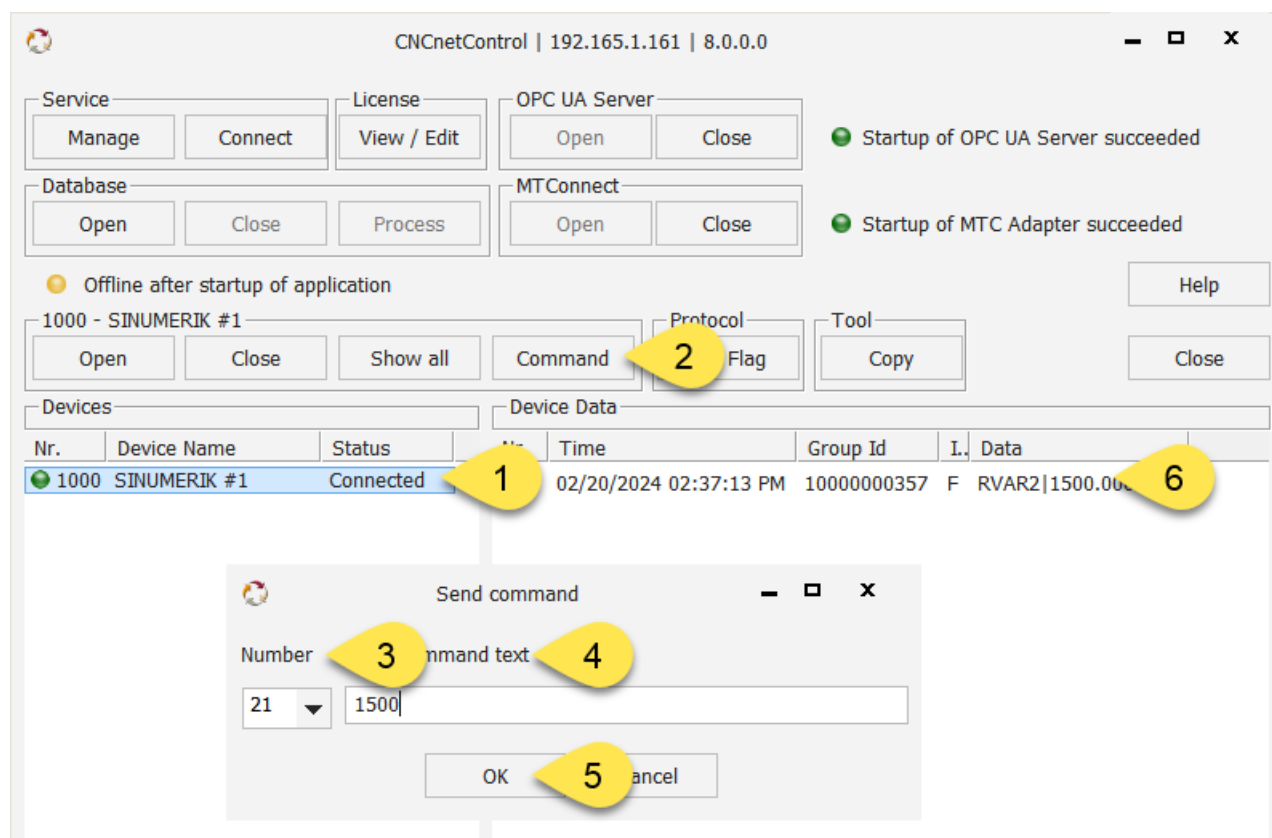 CNCnetControl | 192.165.1.161 | 8.0.0.0
Service License OPC UA Server
Manage Connect View / Edit Open Close Startup of OPC UA Server succeeded
Database MTConnect
Open Close Process Open Close Startup of MTC Adapter succeeded
Offline after startup of application Help
1000 - SINUMERIK #1 Protocol Tool
Open Close Show all Command 2 Flag Copy Close
Devices Device Data
Nr. Device Name Status Time Group Id I.. Data
1000 SINUMERIK #1 Connected 1 02/20/2024 02:37:13 PM 10000000357 F RVAR2|1500.00 6
Send command
Number 3 text 4
21 1500
OK 5